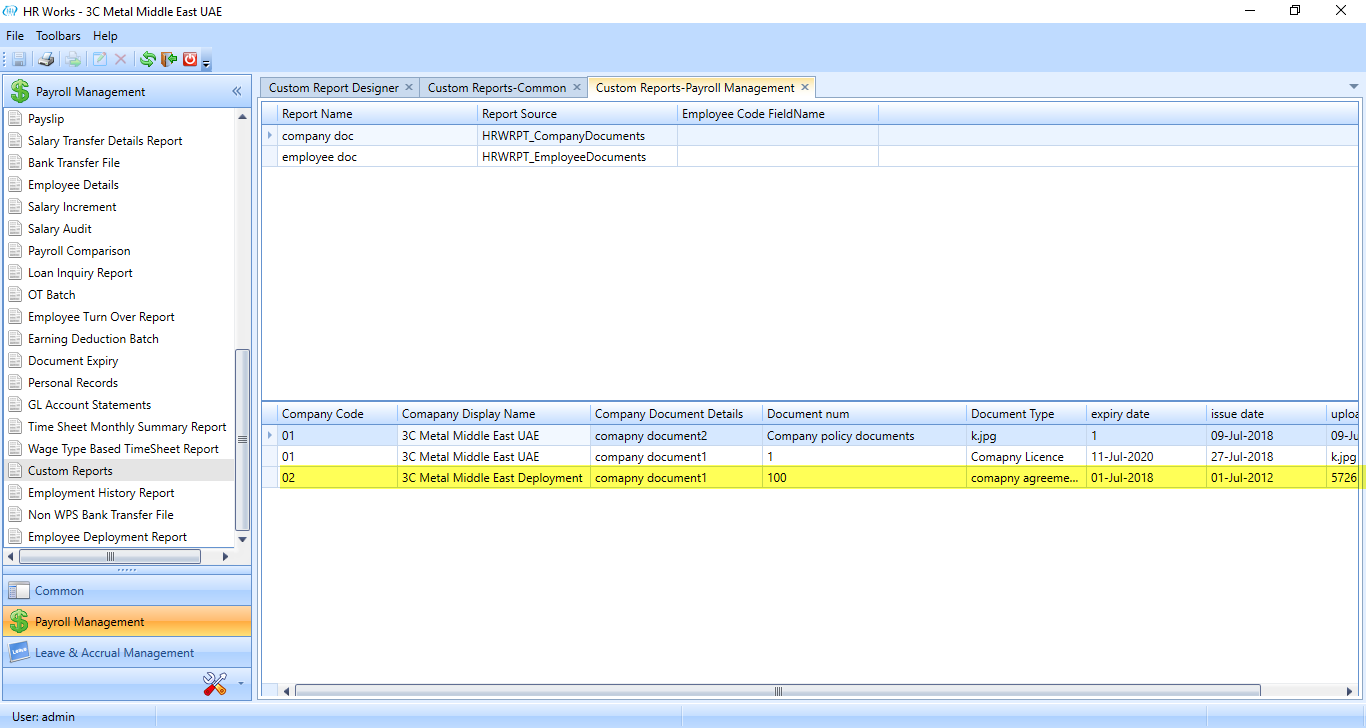 HR Works - 3C Metal Middle East UAE
File Toolbars Help
Payroll Management
Payslip
Salary Transfer Details Report
Bank Transfer File
Employee Details
Salary Increment
Salary Audit
Payroll Comparison
Loan Inquiry Report
OT Batch
Employee Turn Over Report
Earning Deduction Batch
Document Expiry
Personal Records
GL Account Statements
Time Sheet Monthly Summary Report
Wage Type Based TimeSheet Report
Custom Reports
Employment History Report
Non WPS Bank Transfer File
Employee Deployment Report
Common
Payroll Management
Leave & Accrual Management
Custom Report Designer Custom Reports-Common Custom Reports-Payroll Management
Report Name Report Source Employee Code FieldName
company doc HRWRPT_CompanyDocuments
employee doc HRWRPT_EmployeeDocuments
Company Code Comapany Display Name Company Document Details Document num Document Type expiry date issue date uploa
01 3C Metal Middle East UAE comapny document2 Company policy documents k.jpg 1 09-Jul-2018 09-Ju
01 3C Metal Middle East UAE company document1 1 Comapny Licence 11-Jul-2020 27-Jul-2018 k.jpg
02 3C Metal Middle East Deployment comapny document1 100 comapny agreeme... 01-Jul-2018 01-Jul-2012 5726
User: admin